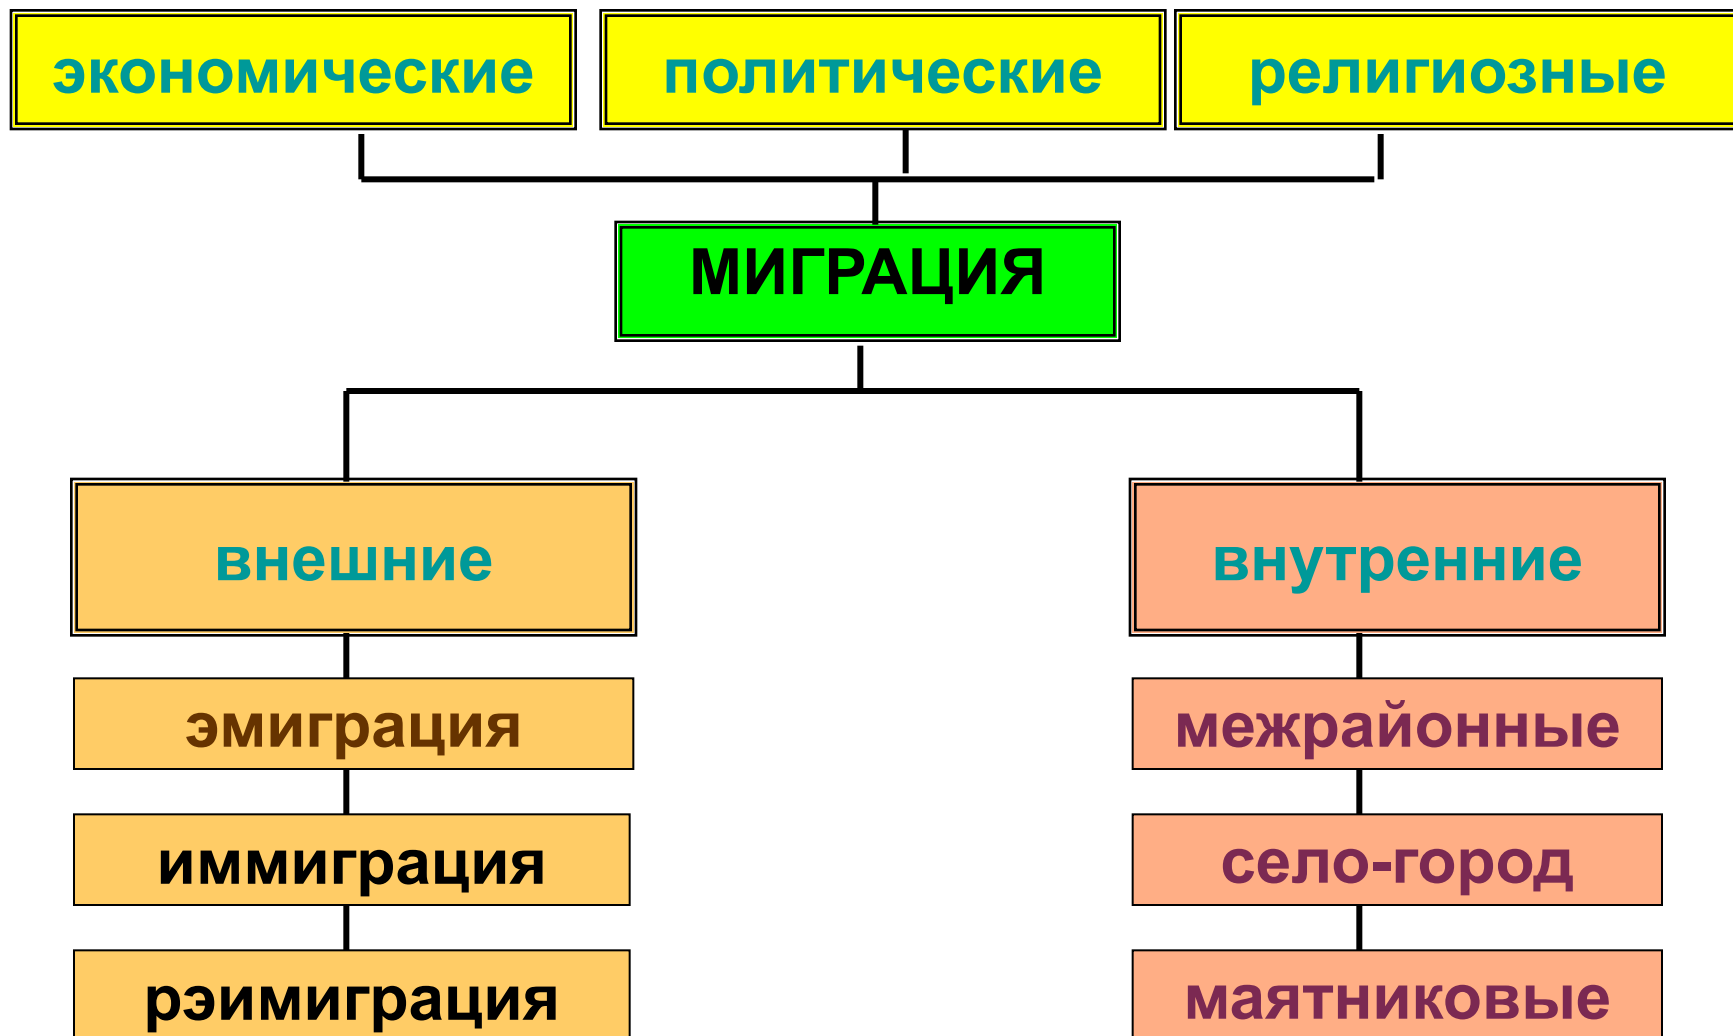 экономические политические религиозные
МИГРАЦИЯ
внешние внутренние
эмиграция межрайонные
иммиграция село-город
рэимиграция маятниковые